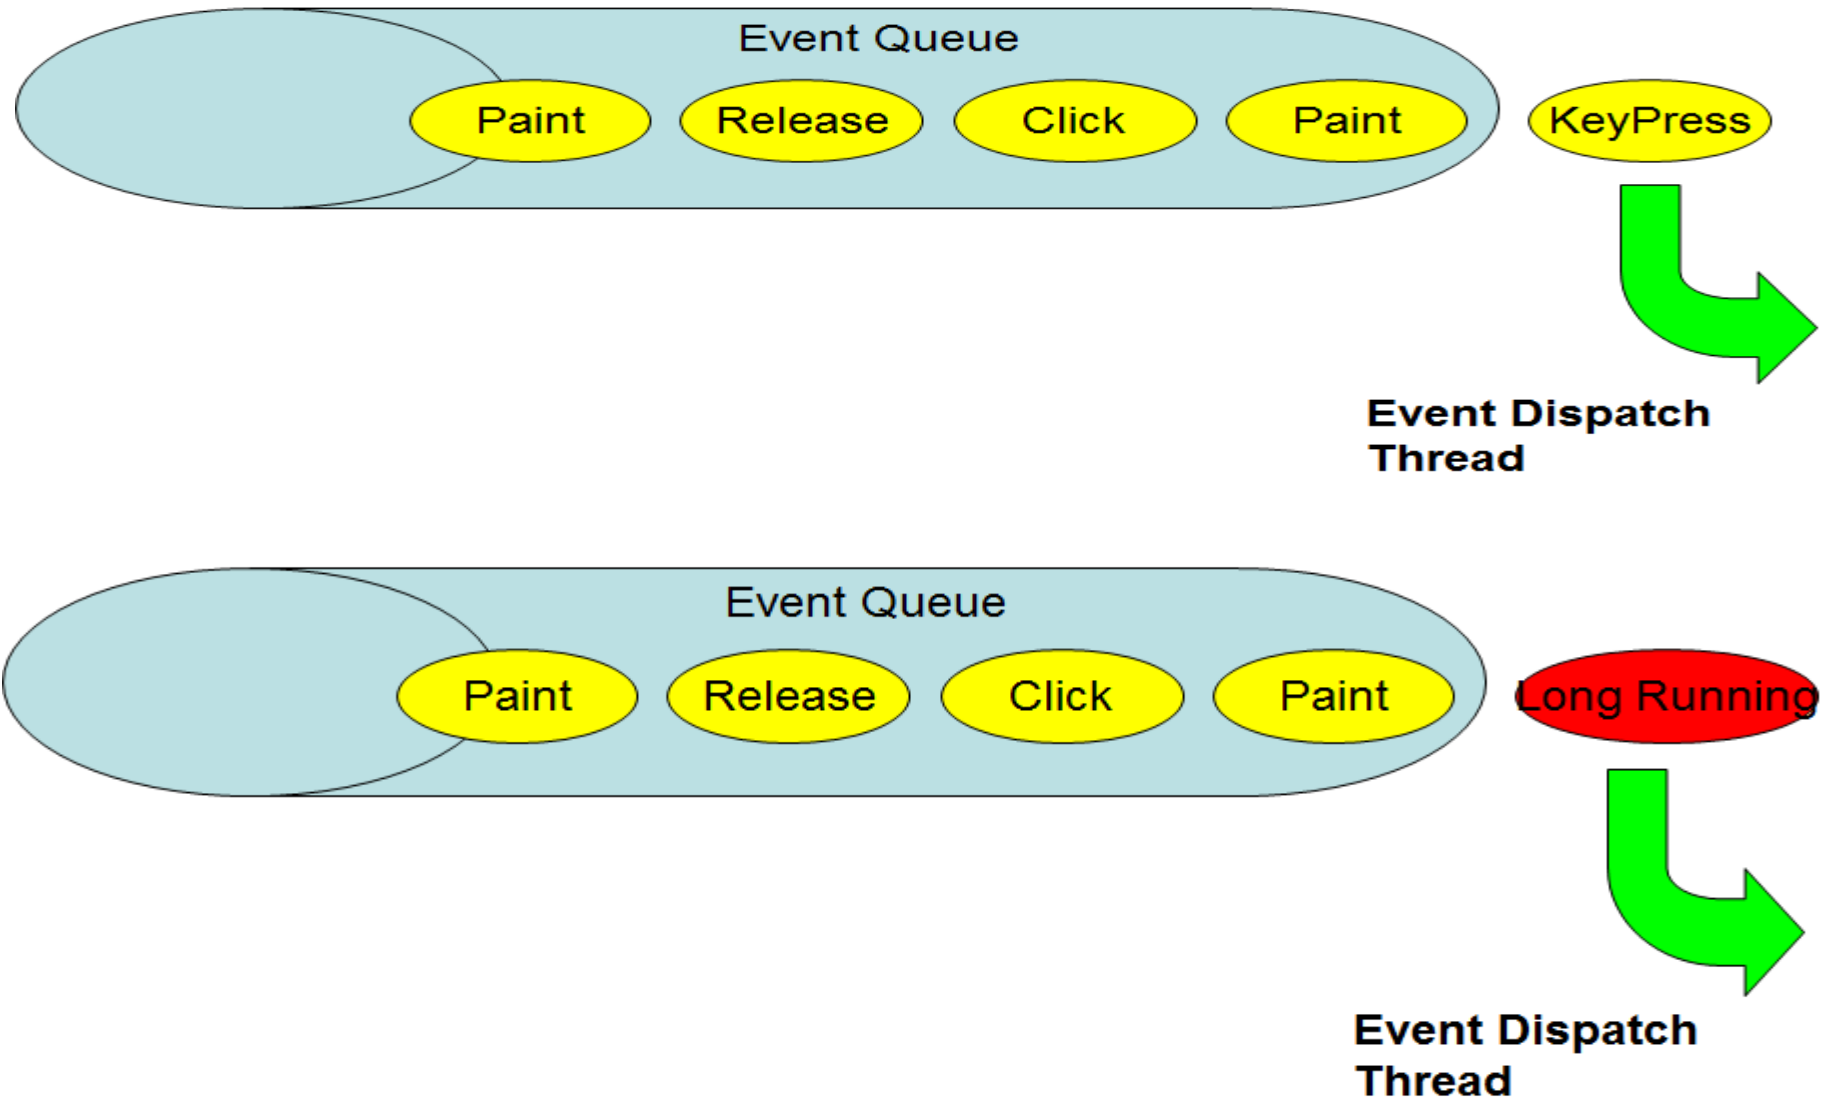 Event Queue
Paint Release Click Paint KeyPress
Event Dispatch
Thread
Event Queue
Paint Release Click Paint Long Running
Event Dispatch
Thread